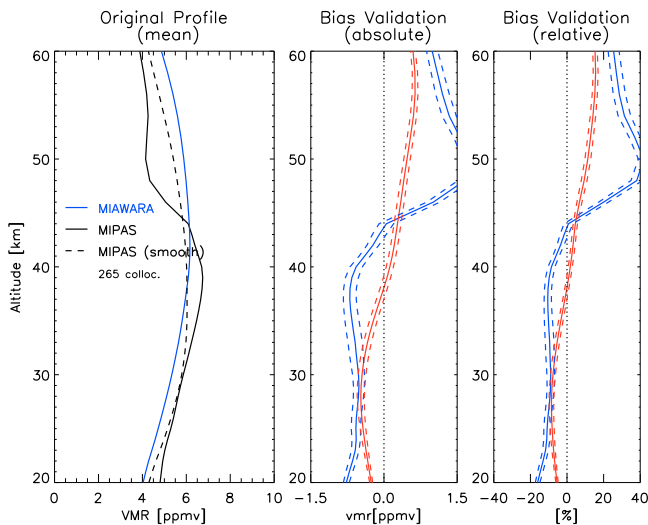 Original Profile
(mean)
Bias Validation
(absolute)
Bias Validation
(relative)
60
50
40
30
20
Altitude [km]
MIAWARA
MIPAS
MIPAS (smooth)
265 colloc.
0 2 4 6 8 10
VMR [ppmv]
60
50
40
30
20
-1.5 0.0 1.5
vmr[ppmv]
60
50
40
30
20
-40 -20 0 20 40
[%]